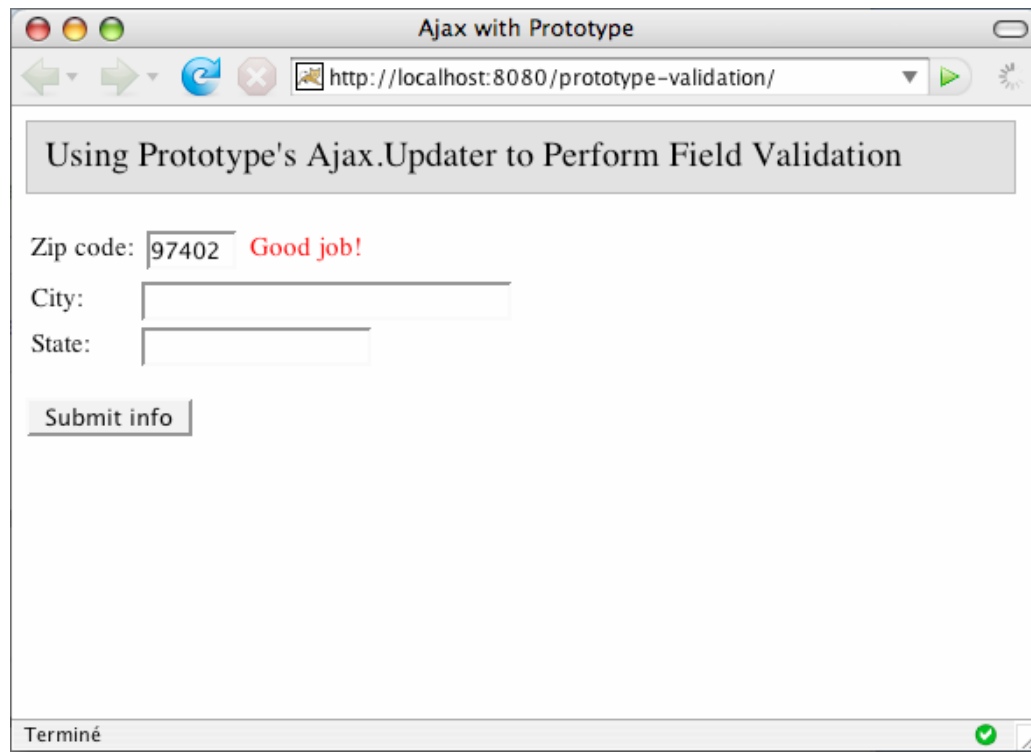 Ajax with Prototype
http://localhost:8080/prototype-validation/
Using Prototype's Ajax.Updater to Perform Field Validation
Zip code: 97402 Good job!
City:
State:
Submit info
Terminé